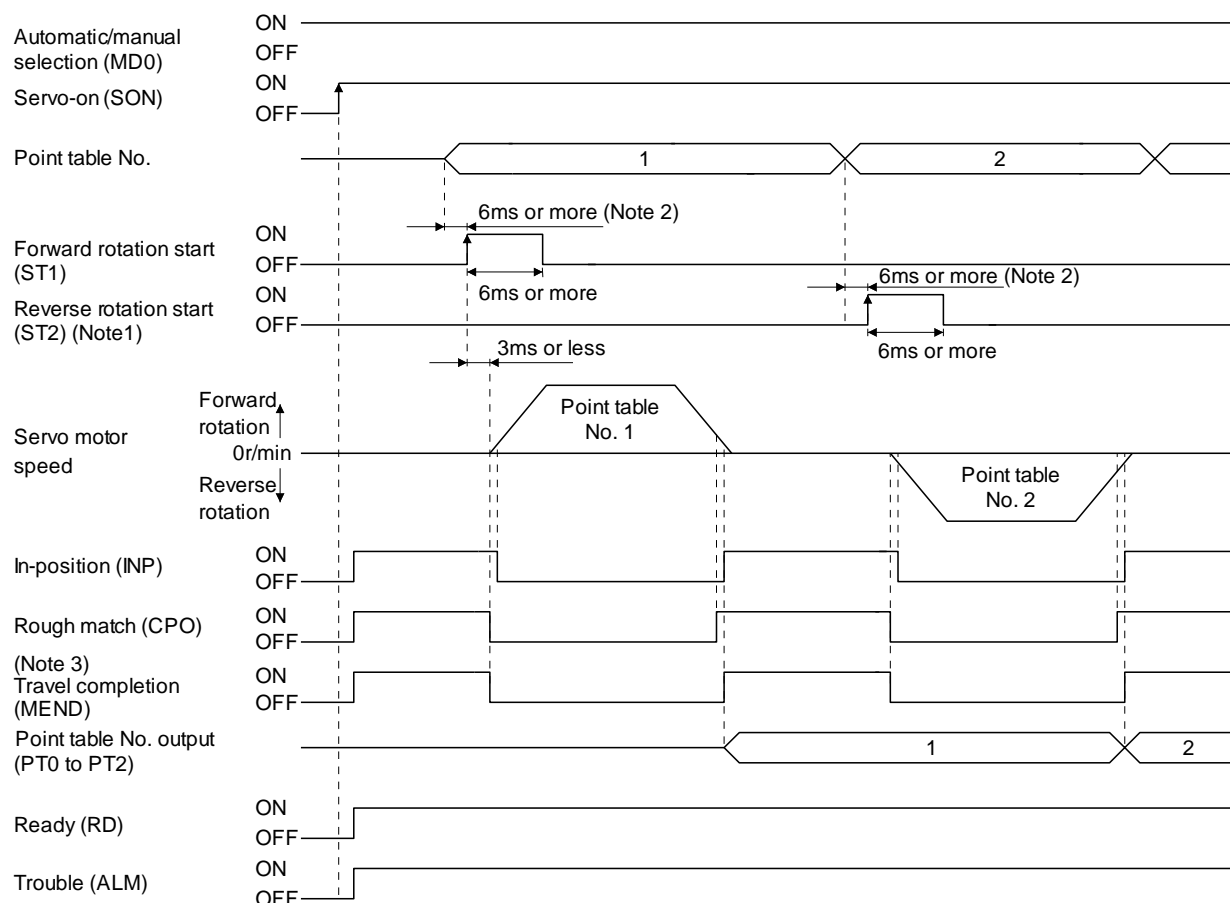 ON
Automatic/manual
selection (MD0)
OFF
ON
Servo-on (SON)
OFF
Point table No.
1
2
6ms or more (Note 2)
ON
Forward rotation start
(ST1)
OFF
6ms or more
6ms or more (Note 2)
ON
Reverse rotation start
(ST2) (Note1)
OFF
6ms or more
3ms or less
Forward
rotation
Servo motor
speed
0r/min
Reverse
rotation
Point table
No. 1
Point table
No. 2
ON
In-position (INP)
OFF
ON
Rough match (CPO)
OFF
(Note 3)
Travel completion
(MEND)
ON
OFF
Point table No. output
(PT0 to PT2)
1
2
ON
Ready (RD)
OFF
ON
Trouble (ALM)
OFF